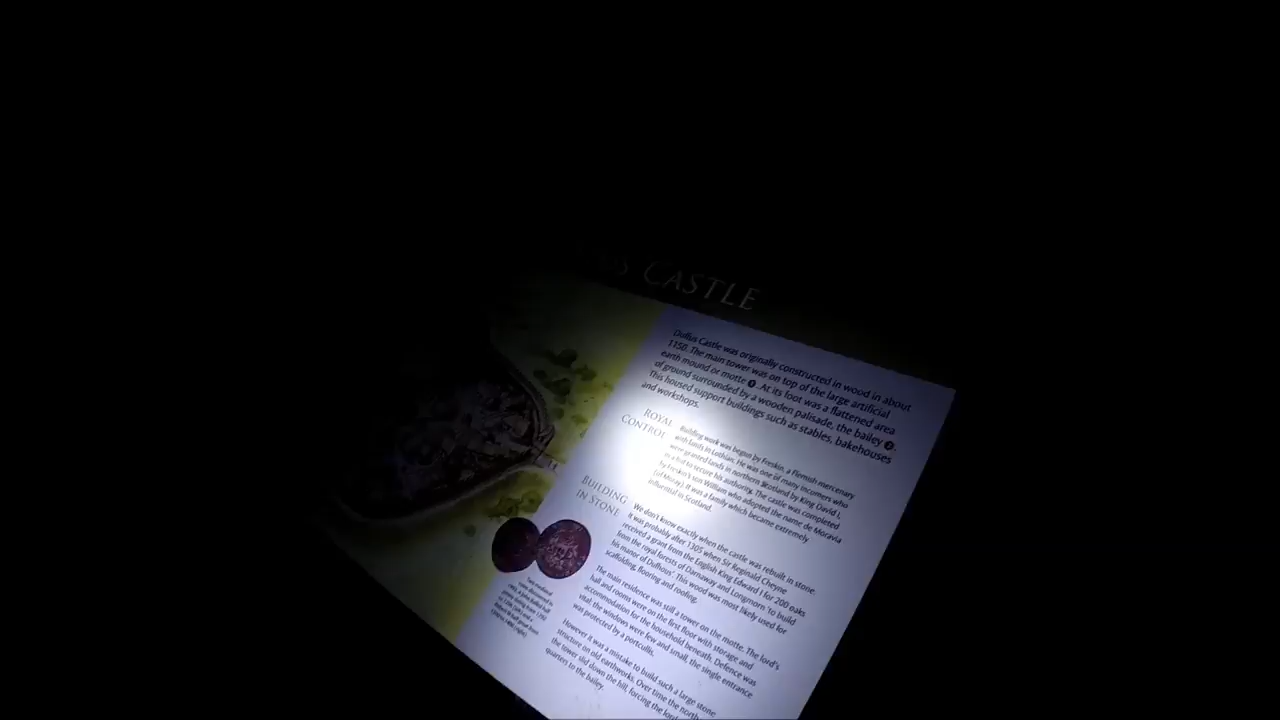 CASTLE
Duffus Castle was originally constructed in wood in about
1150. The main tower was on top of the large artificial
earth mound or motte 1. At its foot was a flattened area
of ground surrounded by a wooden palisade, the bailey 2.
This housed support buildings such as stables, bakehouses
and workshops.
ROYAL
CONTROL
Building work was begun by Freskin, a Flemish mercenary
with lands in Lothian. He was one of many incomers who
were granted lands in northern Scotland by King David I,
in a bid to secure his authority. The castle was completed
by Freskin's son William who adopted the name de Moravia
(of Moray). It was a family which became extremely
influential in Scotland.
BUILDING
IN STONE
We don't know exactly when the castle was rebuilt in stone.
It was probably after 1305 when Sir Reginald Cheyne
received a grant from the English King Edward I for 200 oaks
from the royal forests of Darnaway and Longmorn 'to build
his manor of Dufhous'. This wood was most likely used for
scaffolding, flooring and roofing.
The main residence was still a tower on the motte. The lord's
hall and rooms were on the first floor with storage and
accommodation for the household beneath. Defence was
vital: the windows were few and small, the single entrance
was protected by a portcullis.
However it was a mistake to build such a large stone
structure on old earthworks. Over time the north
the tower slid down the hill, forcing the lord
quarters to the bailey.
Two medieval
coins discovered in